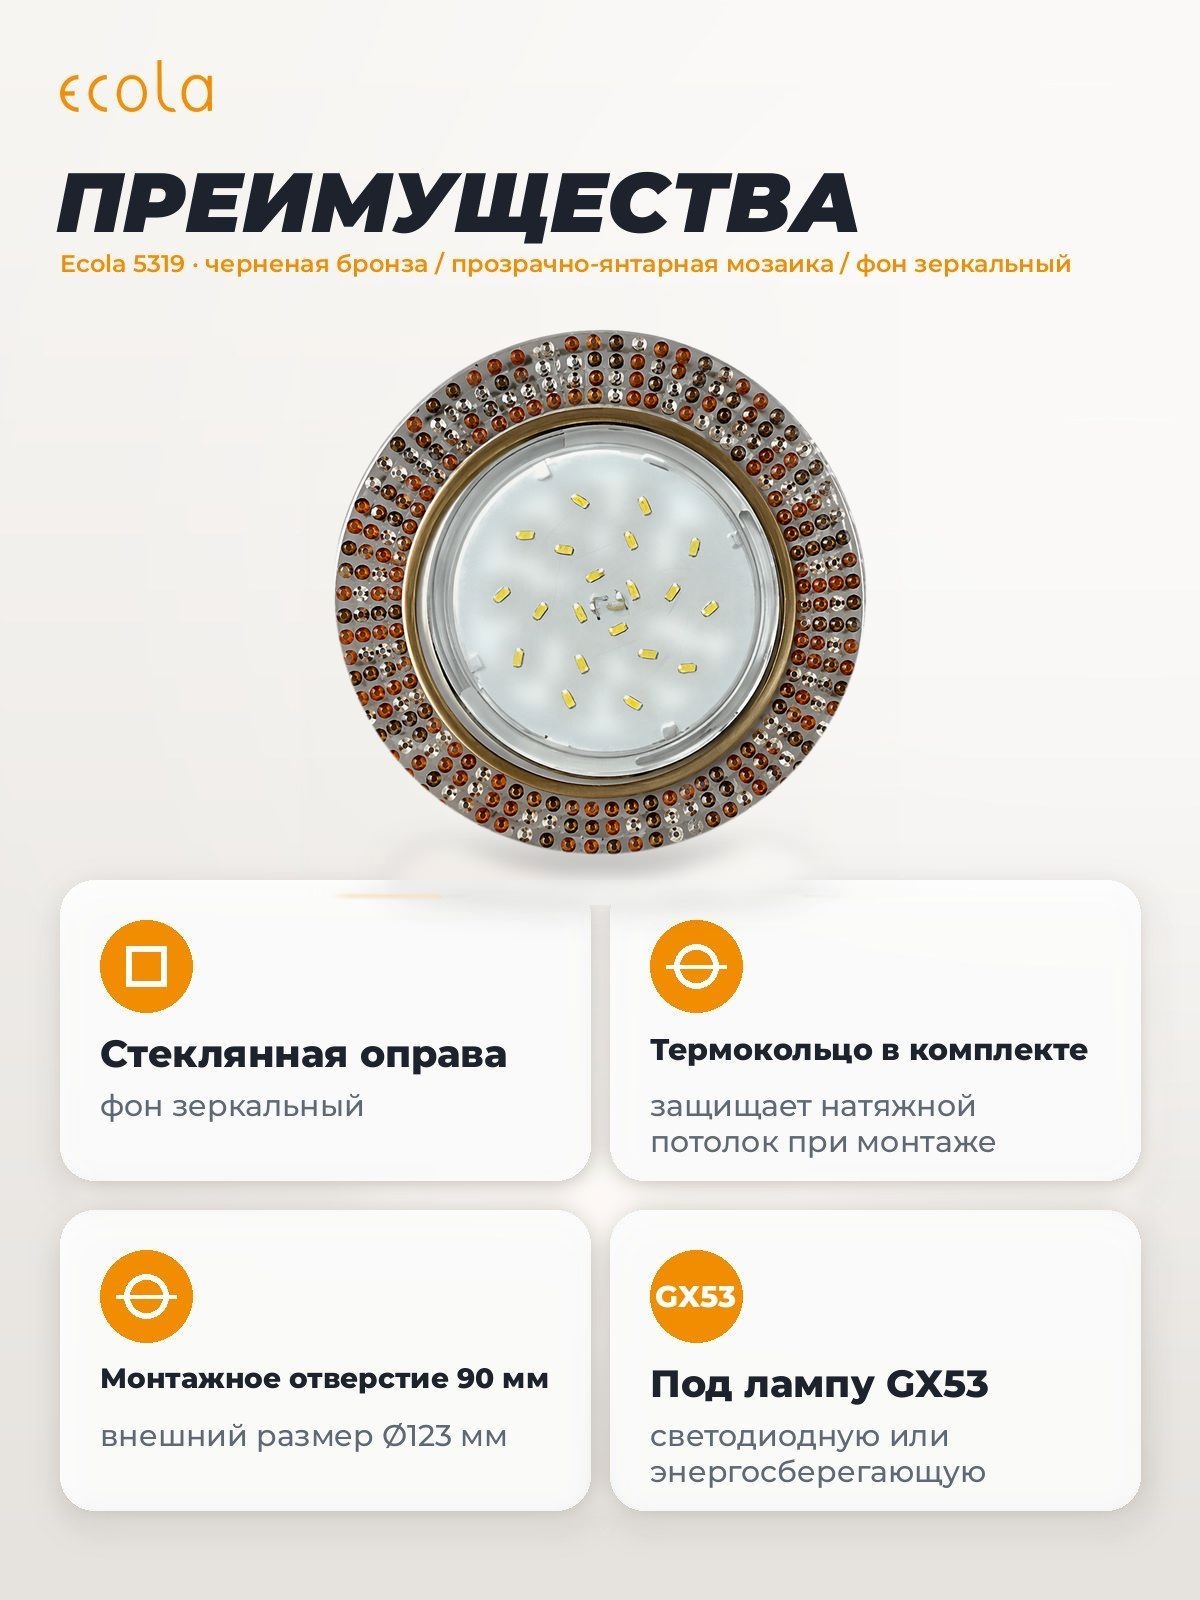 ecola
ПРЕИМУЩЕСТВА
Ecola 5319 · черненая бронза / прозрачно-янтарная мозаика / фон зеркальный
Стеклянная оправа
фон зеркальный
Термокольцо в комплекте
защищает натяжной
потолок при монтаже
Монтажное отверстие 90 мм
внешний размер Ø123 мм
GX53
Под лампу GX53
светодиодную или
энергосберегающую